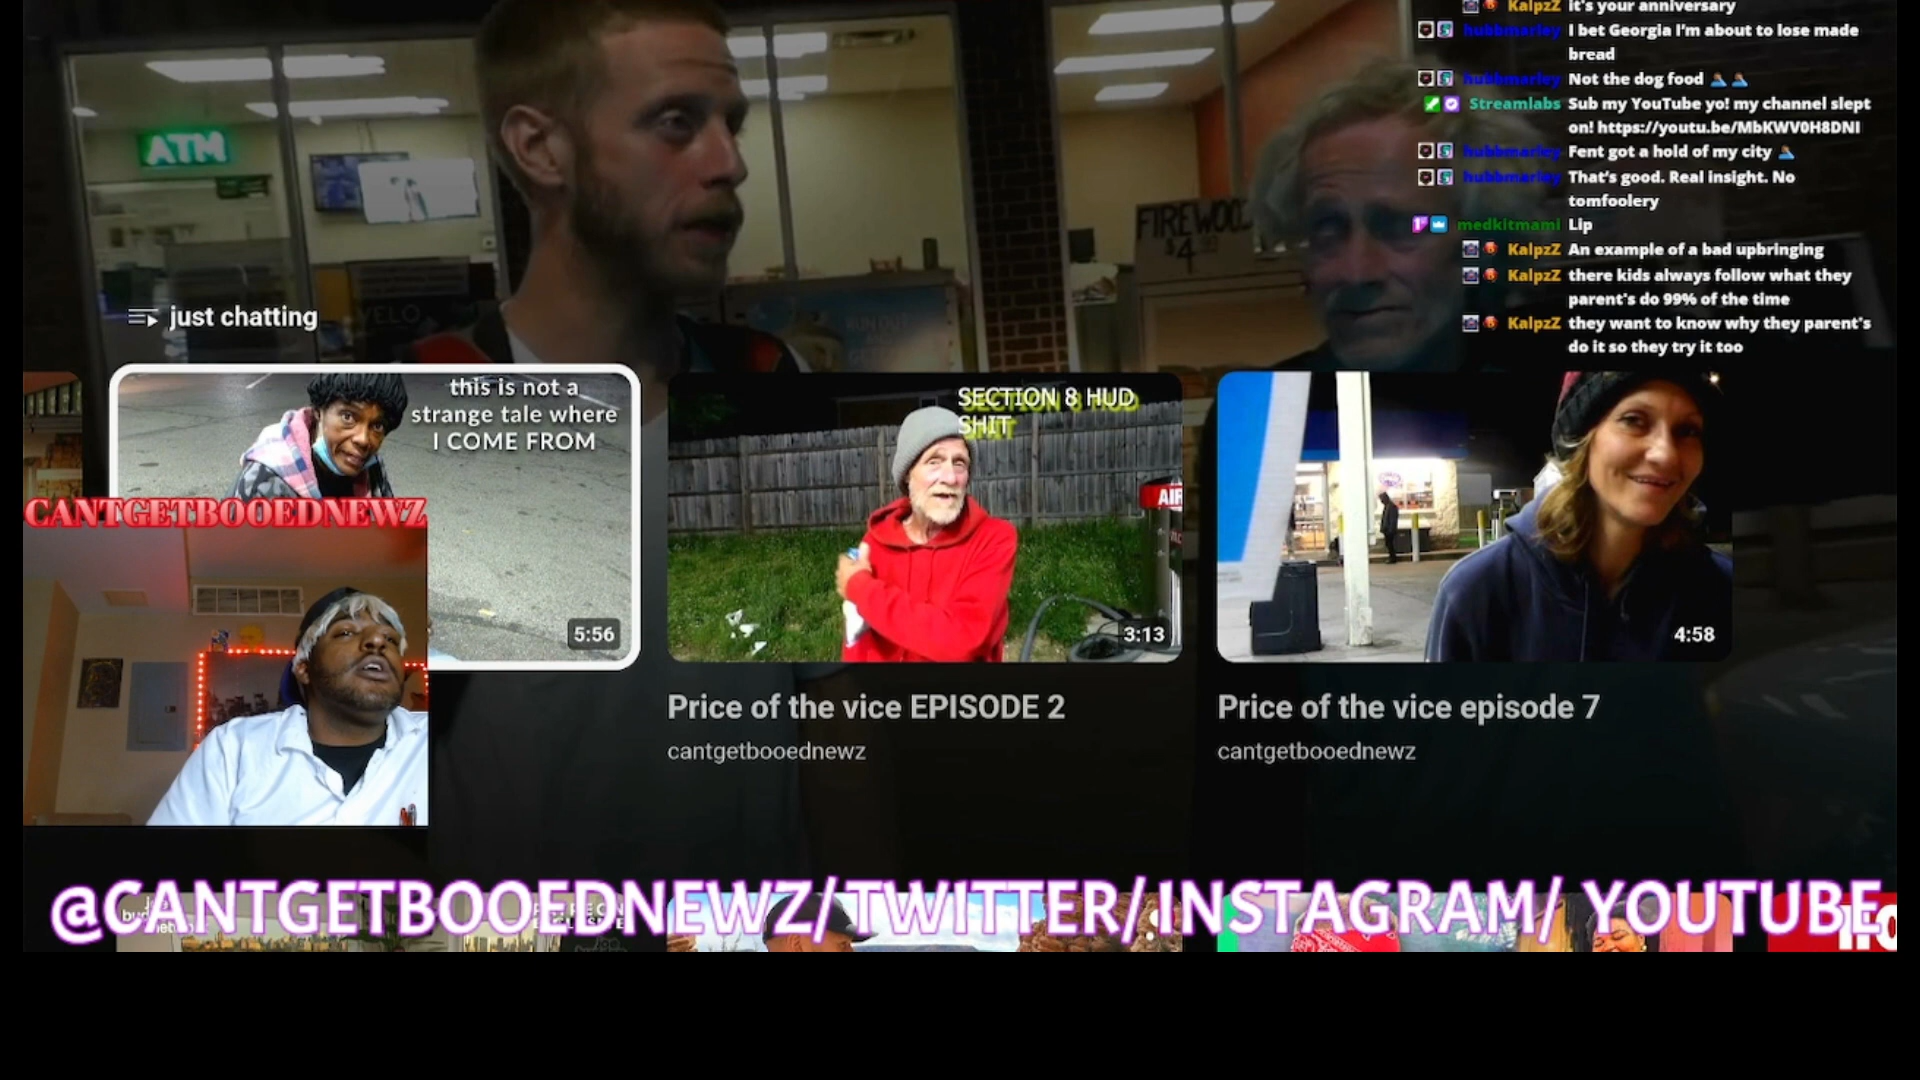 KalpzZ it's your anniversary
hubbmarley I bet Georgia I'm about to lose made
bread
hubbmarley Not the dog food
Streamlabs Sub my YouTube yo! my channel slept
on! https://youtu.be/MbKWV0H8DNI
hubbmarley Fent got a hold of my city
hubbmarley That's good. Real insight. No
tomfoolery
medkitmami Lip
KalpzZ An example of a bad upbringing
KalpzZ there kids always follow what they
parent's do 99% of the time
KalpzZ they want to know why they parent's
do it so they try it too
ATM
FIREWOOD
$4
VELO
just chatting
this is not a
strange tale where
I COME FROM
5:56
SECTION 8 HUD
SHIT
AIR
3:13
4:58
CANTGETBOOEDNEWZ
Price of the vice EPISODE 2
cantgetbooednewz
Price of the vice episode 7
cantgetbooednewz
@CANTGETBOOEDNEWZ/TWITTER/INSTAGRAM/ YOUTUBE